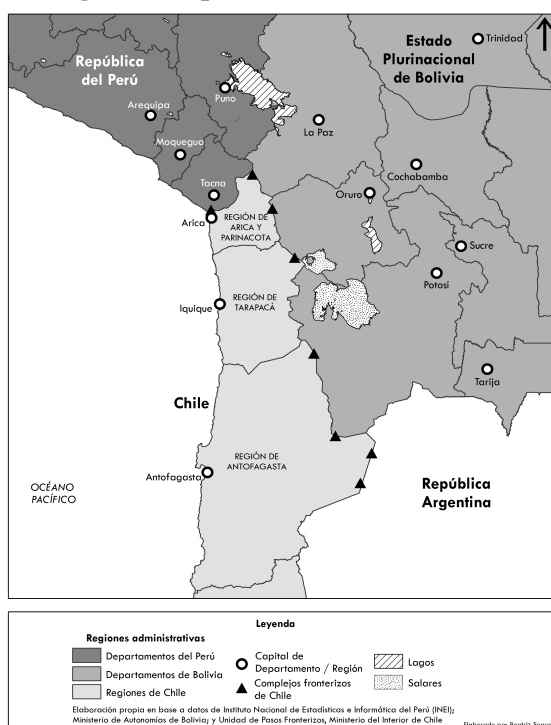 República
del Perú
Estado
Plurinacional
de Bolivia
Trinidad
Arequipa
Puno
La Paz
Moquegua
Cochabamba
Tacna
Oruro
Arica
REGIÓN DE
ARICA Y
PARINACOTA
Sucre
Potosí
Iquique
REGIÓN DE
TARAPACÁ
Tarija
Chile
REGIÓN DE
ANTOFAGASTA
Antofagasta
OCÉANO
PACÍFICO
República
Argentina
Leyenda
Regiones administrativas
Departamentos del Perú
Departamentos de Bolivia
Regiones de Chile
Capital de
Departamento / Región
Complejos fronterizos
de Chile
Lagos
Salares
Elaboración propia en base a datos de Instituto Nacional de Estadísticas e Informática del Perú (INEI);
Ministerio de Autonomías de Bolivia; y Unidad de Pasos Fronterizos, Ministerio del Interior de Chile
Elaborado por Beatriz